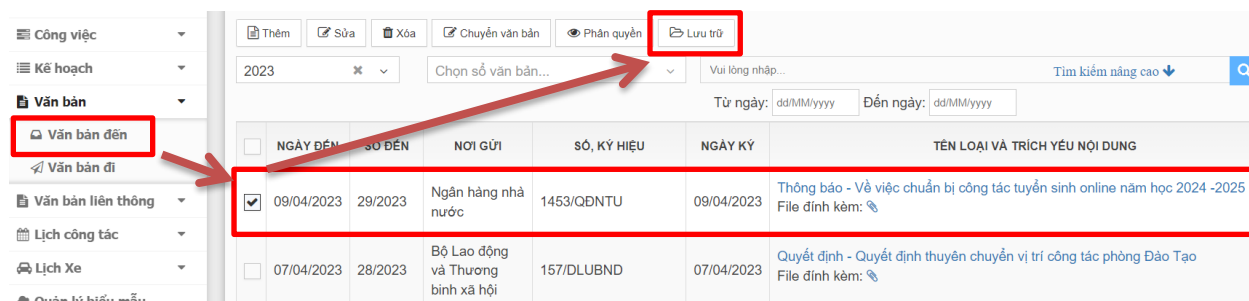 Công việc
Kế hoạch
Văn bản
Văn bản đến
Văn bản đi
Văn bản liên thông
Lịch công tác
Lịch Xe
Quản lý biểu mẫu
Thêm Sửa Xóa Chuyển văn bản Phân quyền Lưu trữ
2023 Chọn sổ văn bản... Vui lòng nhập... Tìm kiếm nâng cao
Từ ngày: dd/MM/yyyy Đến ngày: dd/MM/yyyy
NGÀY ĐẾN SỐ ĐẾN NƠI GỬI SỐ, KÝ HIỆU NGÀY KÝ TÊN LOẠI VÀ TRÍCH YẾU NỘI DUNG
09/04/2023 29/2023 Ngân hàng nhà nước 1453/QĐNTU 09/04/2023 Thông báo - Về việc chuẩn bị công tác tuyển sinh online năm học 2024 -2025
File đính kèm:
07/04/2023 28/2023 Bộ Lao động và Thương binh xã hội 157/DLUBND 07/04/2023 Quyết định - Quyết định thuyên chuyển vị trí công tác phòng Đào Tạo
File đính kèm: